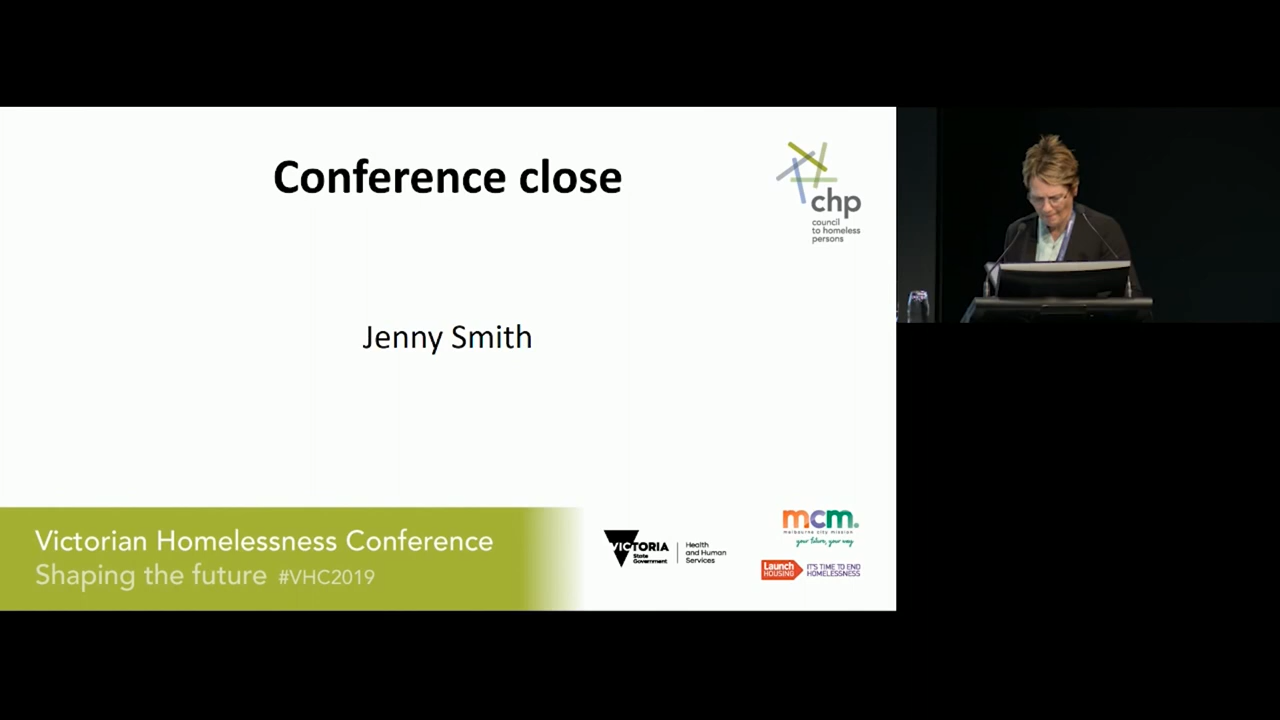 Conference close
chp
council
to homeless
persons
Jenny Smith
Victorian Homelessness Conference
Shaping the future #VHC2019
VICTORIA
State
Government
Health
and Human
Services
mcm.
melbourne city mission
your future, your way
Launch
HOUSING
IT'S TIME TO END
HOMELESSNESS